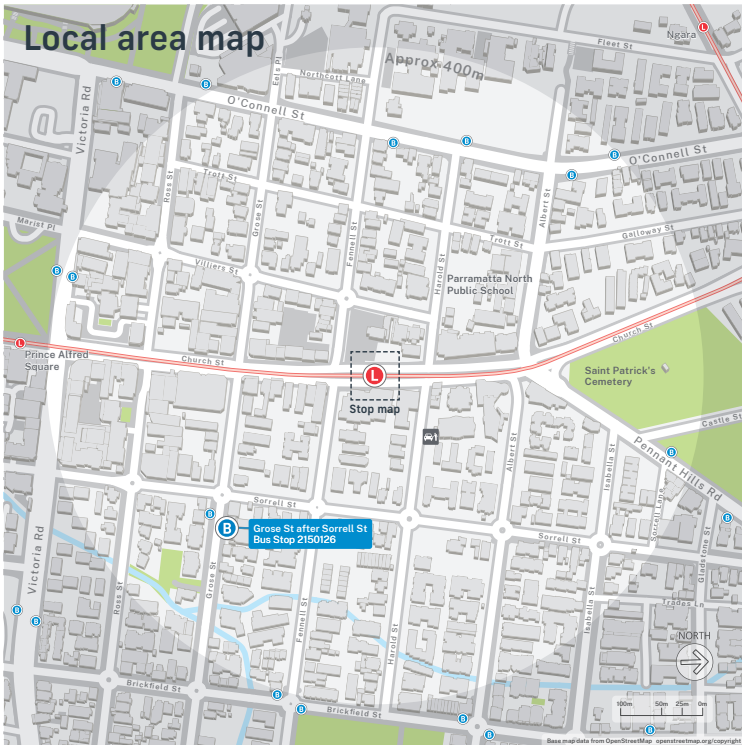 Local area map
Approx 400m
Ngara
L
Fleet St
Eels Pl
Northcott Lane
O'Connell St
O'Connell St
Victoria Rd
Ross St
Trott St
Grose St
Fennell St
Harold St
Albert St
Trott St
Galloway St
Marist Pl
Villiers St
Parramatta North
Public School
L
Prince Alfred
Square
Church St
L
Stop map
Church St
Saint Patrick's
Cemetery
Castle St
Pennant Hills Rd
Albert St
Isabella St
Sorrell Lane
Sorrell St
B
Grose St after Sorrell St
Bus Stop 2150126
Sorrell St
Gladstone St
Victoria Rd
Ross St
Grose St
Fennell St
Harold St
Isabella St
Trades Ln
NORTH
Brickfield St
Brickfield St
100m 50m 25m 0m
Base map data from OpenStreetMap openstreetmap.org/copyright